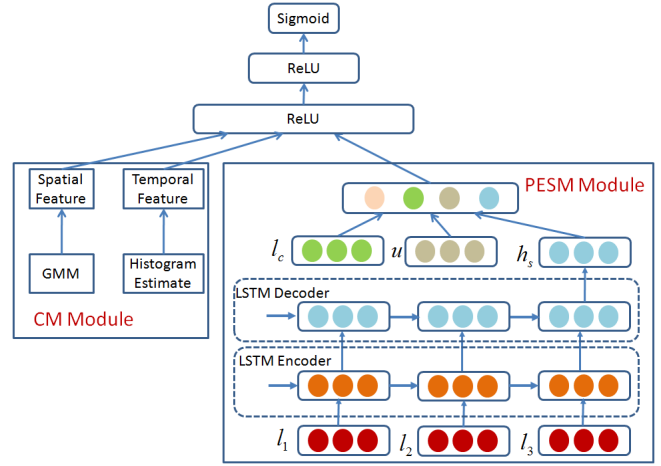 Sigmoid
ReLU
ReLU
Spatial
Feature
Temporal
Feature
PESM Module
GMM
Histogram
Estimate
CM Module
l_c
u
h_s
LSTM Decoder
LSTM Encoder
l_1
l_2
l_3